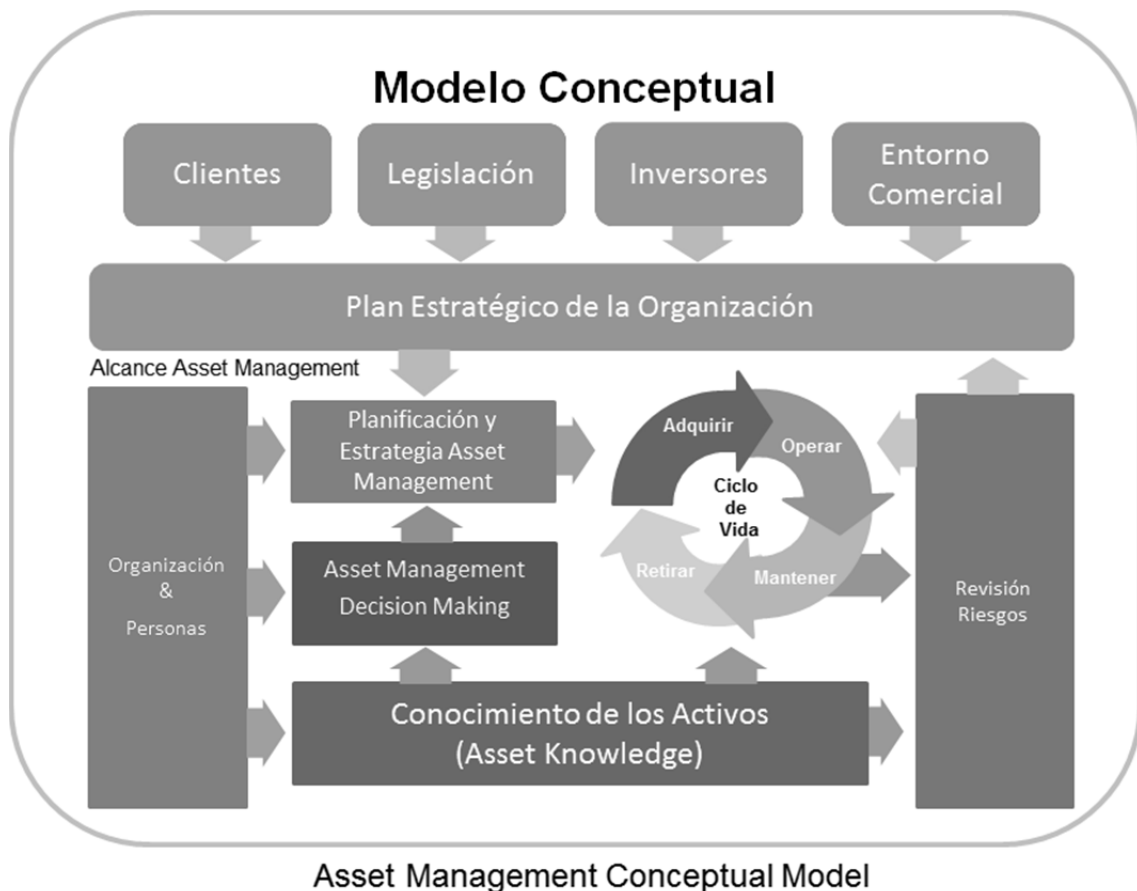 Modelo Conceptual
Clientes
Legislación
Inversores
Entorno
Comercial
Plan Estratégico de la Organización
Alcance Asset Management
Organización
&
Personas
Planificación y
Estrategia Asset
Management
Asset Management
Decision Making
Adquirir
Operar
Ciclo
de
Vida
Retirar
Mantener
Revisión
Riesgos
Conocimiento de los Activos
(Asset Knowledge)
Asset Management Conceptual Model